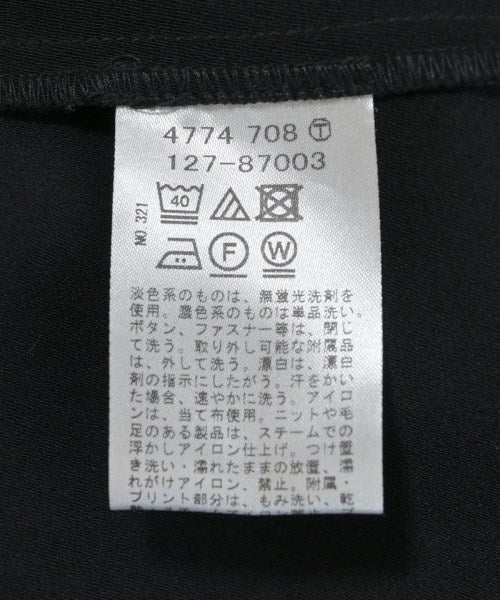 4774 708 Ⓣ
127-87003
NO.321
40
F W
淡色系のものは、無蛍光洗剤を
使用。濃色系のものは単品洗い。
ボタン、ファスナー等は、閉じ
て洗う。取り外し可能な附属品
は、外して洗う。漂白は、漂白
剤の指示にしたがう。汗をかい
た場合、速やかに洗う。アイロ
ンは、当て布使用。ニットや毛
足のある製品は、スチームでの
浮かしアイロン仕上げ。つけ置
き洗い・濡れたままの放置、濡
れがけアイロン、禁止。附属・
プリント部分は、もみ洗い、乾